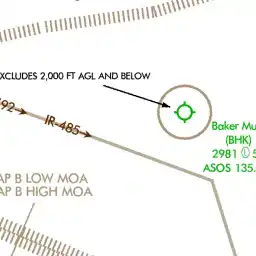 EXCLUDES 2,000 FT AGL AND BELOW
92
IR-485
Baker Mu
(BHK)
2981 Ⓛ 5
ASOS 135.
AP B LOW MOA
AP B HIGH MOA